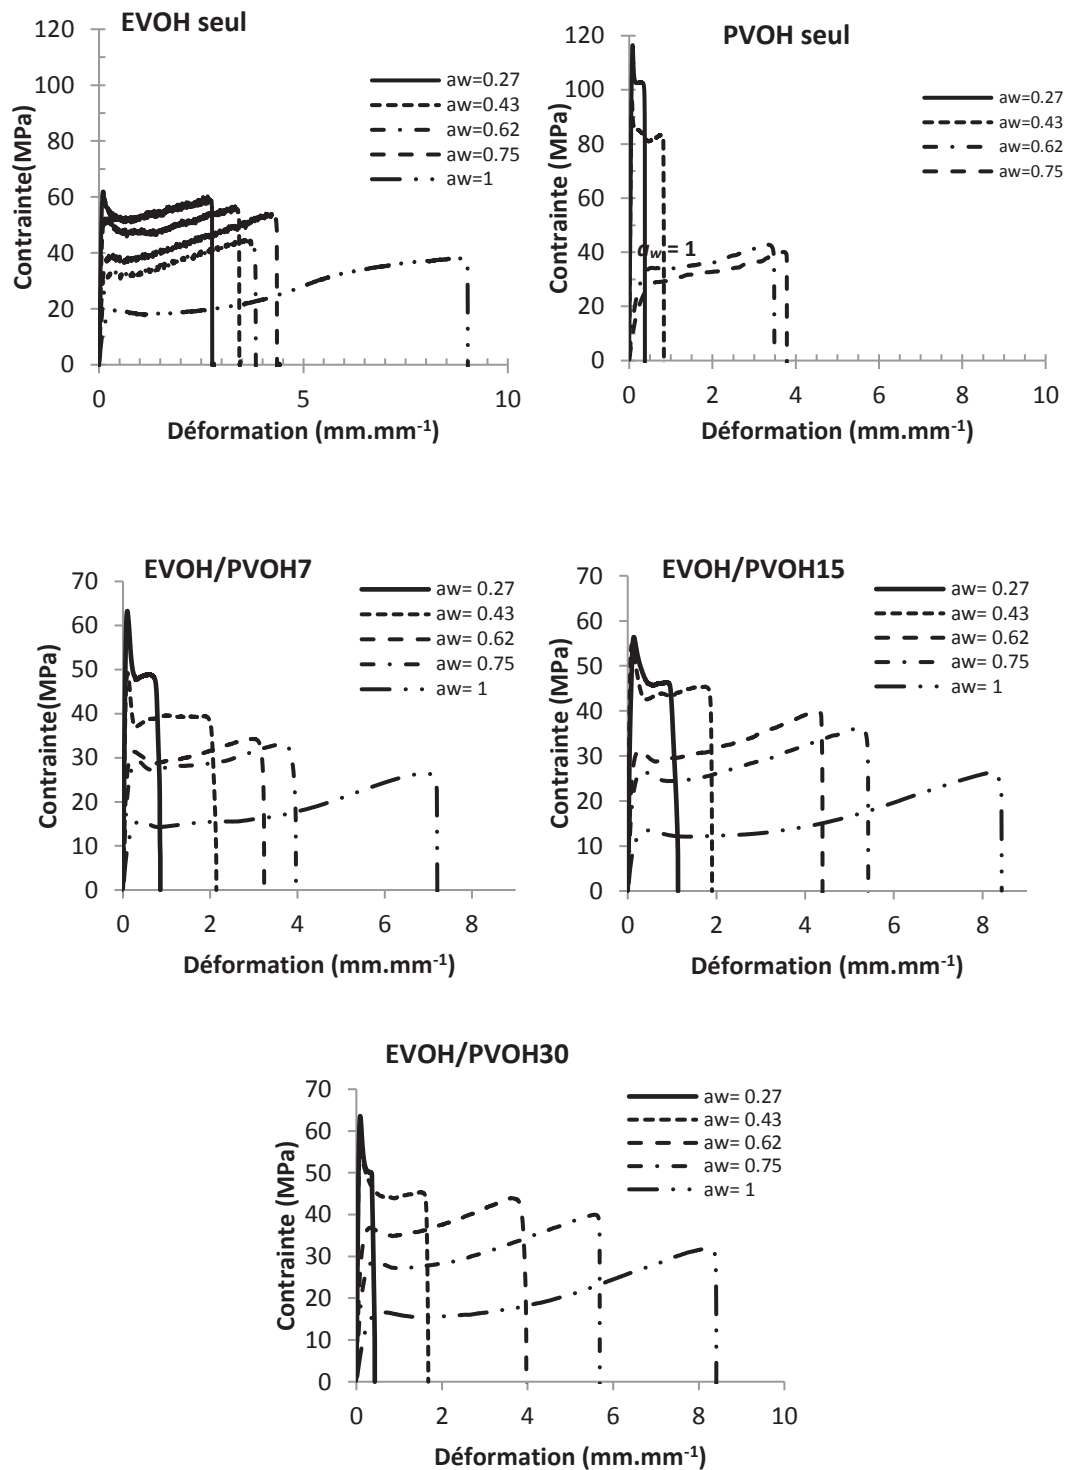 EVOH seul
120
100
80
60
40
20
0
0
5
10
Contrainte(MPa)
Déformation (mm.mm-1)
aw=0.27
aw=0.43
aw=0.62
aw=0.75
aw=1
PVOH seul
120
100
80
60
40
20
0
0
2
4
6
8
10
Contrainte (MPa)
Déformation (mm.mm-1)
aw=0.27
aw=0.43
aw=0.62
aw=0.75
aw = 1
EVOH/PVOH7
70
60
50
40
30
20
10
0
0
2
4
6
8
Contrainte(MPa)
Déformation (mm.mm-1)
aw= 0.27
aw= 0.43
aw= 0.62
aw= 0.75
aw= 1
EVOH/PVOH15
70
60
50
40
30
20
10
0
0
2
4
6
8
Contrainte (MPa)
Déformation (mm.mm-1)
aw= 0.27
aw= 0.43
aw= 0.62
aw= 0.75
aw= 1
EVOH/PVOH30
70
60
50
40
30
20
10
0
0
2
4
6
8
10
Contrainte (MPa)
Déformation (mm.mm-1)
aw= 0.27
aw= 0.43
aw= 0.62
aw= 0.75
aw= 1